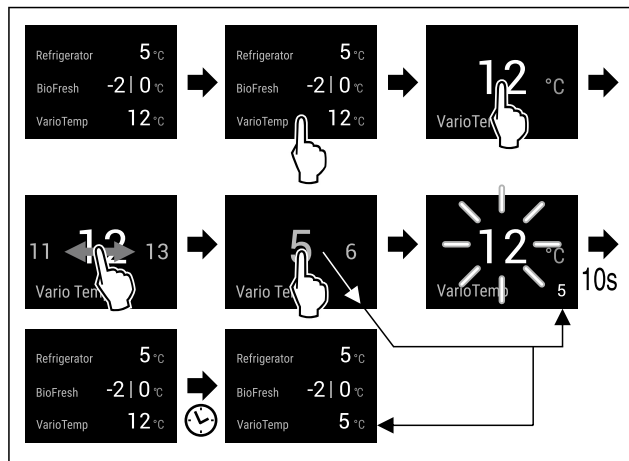 Refrigerator 5 °C
BioFresh -2 | 0 °C
VarioTemp 12 °C
Refrigerator 5 °C
BioFresh -2 | 0 °C
VarioTemp 12 °C
12 °C
VarioTemp
11 12 13
Vario Temp
5 6
Vario Te
12 °C
VarioTemp 5
10s
Refrigerator 5 °C
BioFresh -2 | 0 °C
VarioTemp 12 °C
Refrigerator 5 °C
BioFresh -2 | 0 °C
VarioTemp 5 °C